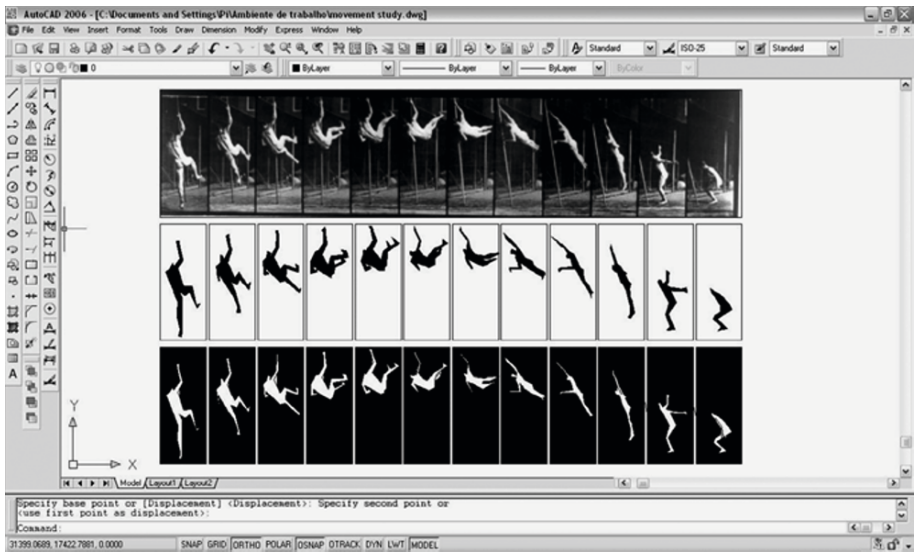 AutoCAD 2006 - [C:\Documents and Settings\Pi\Ambiente de trabalho\movement study.dwg]
File Edit View Insert Format Tools Draw Dimension Modify Express Window Help
Standard ISO-25 Standard
0 ByLayer ByLayer ByLayer ByColor
A
Y
X
Model Layout1 Layout2
Specify base point or [Displacement] <Displacement>: Specify second point or
<use first point as displacement>:
Command:
31399.0689, 17422.7881, 0.0000 SNAP GRID ORTHO POLAR OSNAP OTRACK DYN LWT MODEL